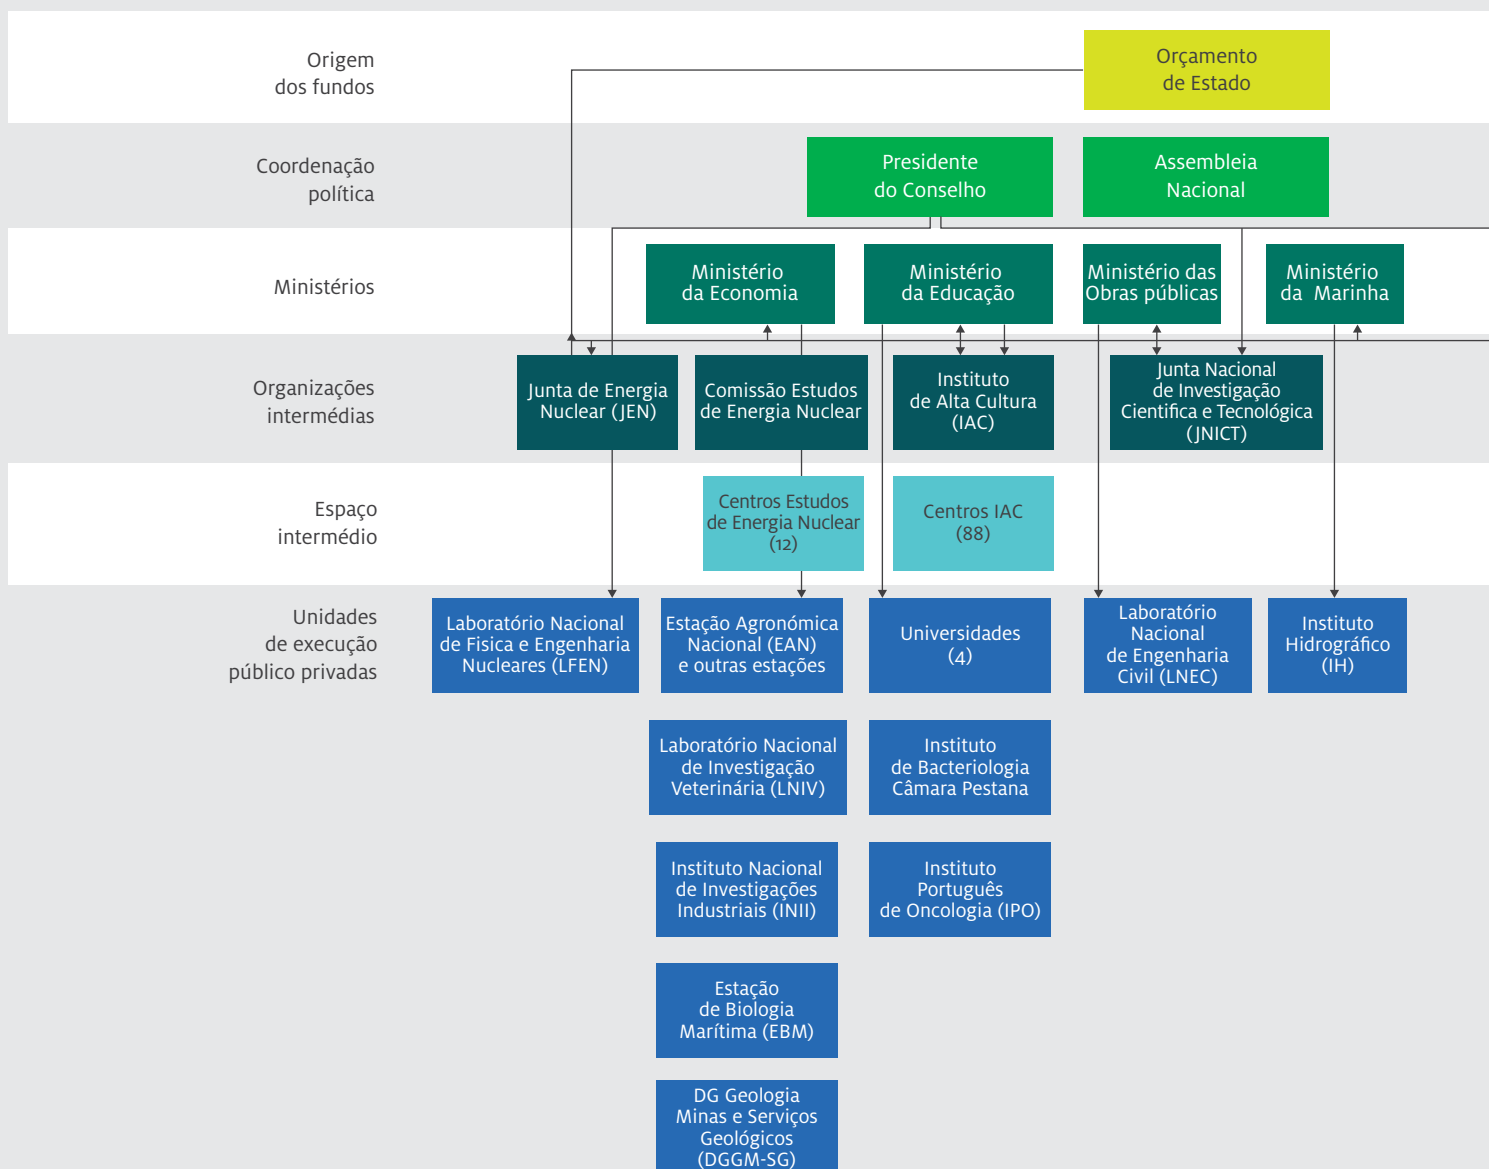 Origem
dos fundos
Orçamento
de Estado
Coordenação
política
Presidente
do Conselho
Assembleia
Nacional
Ministérios
Ministério
da Economia
Ministério
da Educação
Ministério das
Obras públicas
Ministério
da Marinha
Organizações
intermédias
Junta de Energia
Nuclear (JEN)
Comissão Estudos
de Energia Nuclear
Instituto
de Alta Cultura
(IAC)
Junta Nacional
de Investigação
Cientifica e Tecnológica
(JNICT)
Espaço
intermédio
Centros Estudos
de Energia Nuclear
(12)
Centros IAC
(88)
Unidades
de execução
público privadas
Laboratório Nacional
de Fisica e Engenharia
Nucleares (LFEN)
Estação Agronómica
Nacional (EAN)
e outras estações
Universidades
(4)
Laboratório
Nacional
de Engenharia
Civil (LNEC)
Instituto
Hidrográfico
(IH)
Laboratório Nacional
de Investigação
Veterinária (LNIV)
Instituto
de Bacteriologia
Câmara Pestana
Instituto Nacional
de Investigações
Industriais (INII)
Instituto
Português
de Oncologia (IPO)
Estação
de Biologia
Marítima (EBM)
DG Geologia
Minas e Serviços
Geológicos
(DGGM-SG)